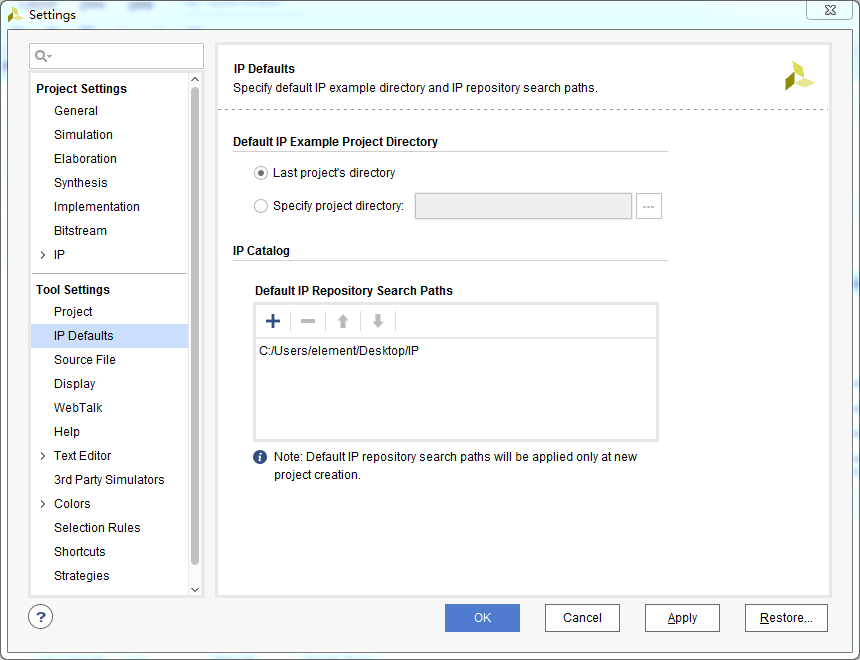 Settings
Project Settings
General
Simulation
Elaboration
Synthesis
Implementation
Bitstream
IP
Tool Settings
Project
IP Defaults
Source File
Display
WebTalk
Help
Text Editor
3rd Party Simulators
Colors
Selection Rules
Shortcuts
Strategies
IP Defaults
Specify default IP example directory and IP repository search paths.
Default IP Example Project Directory
Last project's directory
Specify project directory:
...
IP Catalog
Default IP Repository Search Paths
C:/Users/element/Desktop/IP
Note: Default IP repository search paths will be applied only at new
project creation.
?
OK
Cancel
Apply
Restore...